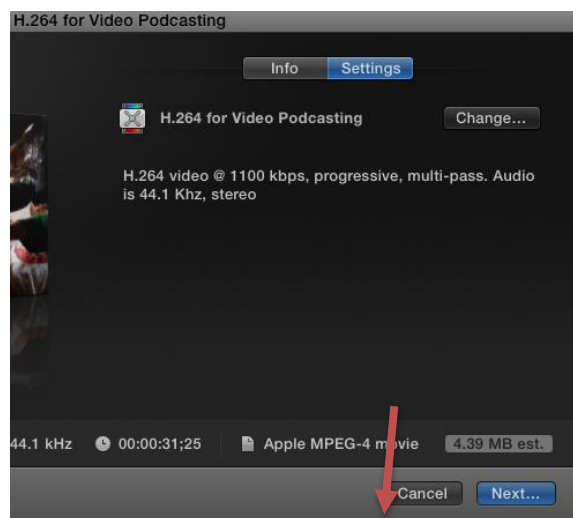 H.264 for Video Podcasting
Info Settings
H.264 for Video Podcasting Change...
H.264 video @ 1100 kbps, progressive, multi-pass. Audio
is 44.1 Khz, stereo
44.1 kHz 00:00:31;25 Apple MPEG-4 movie 4.39 MB est.
Cancel Next...